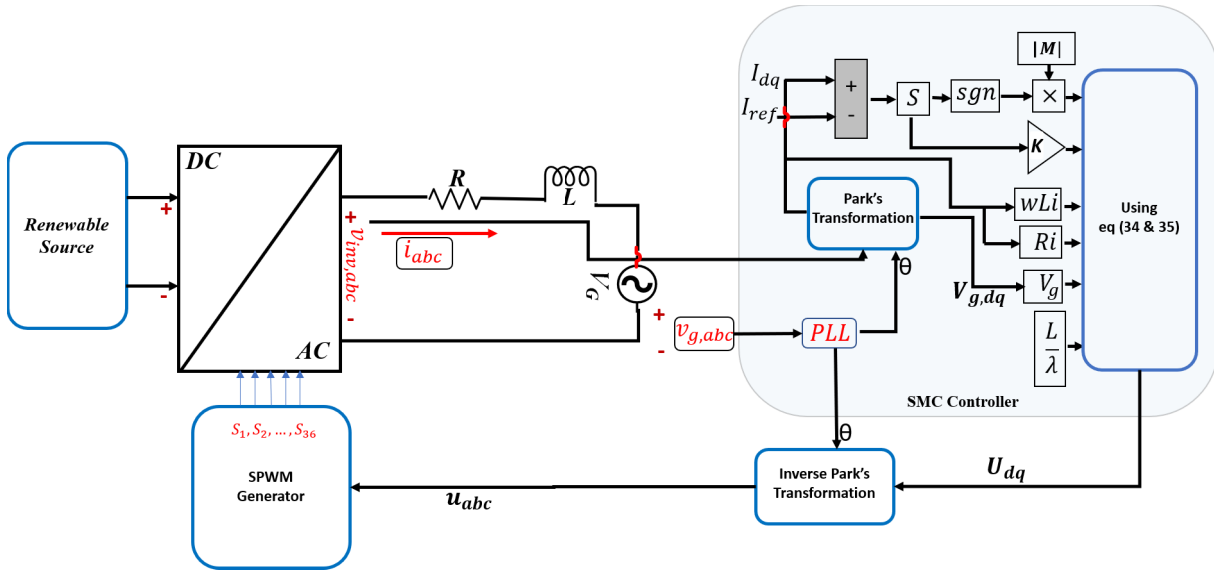 |M|
I_dq
I_ref
+
-
S
sgn
×
K
DC
AC
Renewable
Source
+
-
+
v_inv,abc
-
R
L
i_abc
V_G
+
-
v_g,abc
PLL
θ
θ
Park's
Transformation
wLi
Ri
V_g
V_g,dq
L
λ
Using
eq (34 & 35)
SMC Controller
S_1, S_2, ..., S_36
SPWM
Generator
u_abc
Inverse Park's
Transformation
U_dq